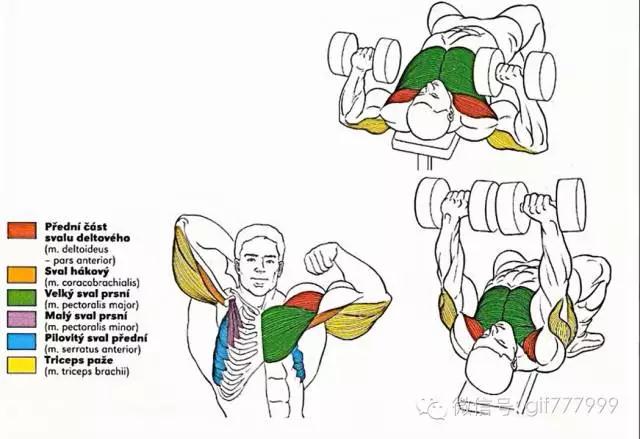 Přední část
svalu deltového
(m. deltoideus
– pars anterior)
Sval hákový
(m. coracobrachialis)
Velký sval prsní
(m. pectoralis major)
Malý sval prsní
(m. pectoralis minor)
Pilovitý sval přední
(m. serratus anterior)
Triceps paže
(m. triceps brachii)
微信号:gif777999